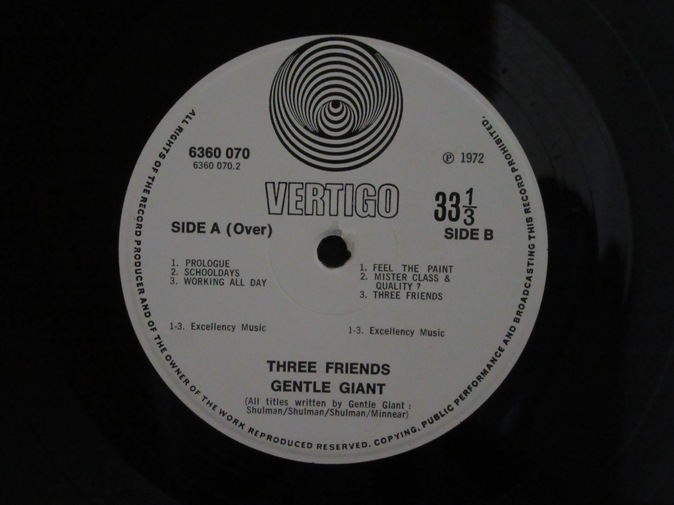 6360 070
6360 070.2
℗ 1972
VERTIGO
33 1/3
SIDE A (Over)
SIDE B
1. PROLOGUE
2. SCHOOLDAYS
3. WORKING ALL DAY
1. FEEL THE PAINT
2. MISTER CLASS &
QUALITY ?
3. THREE FRIENDS
1-3. Excellency Music
1-3. Excellency Music
THREE FRIENDS
GENTLE GIANT
(All titles written by Gentle Giant :
Shulman/Shulman/Shulman/Minnear)
ALL RIGHTS OF THE RECORD PRODUCER AND OF THE OWNER OF THE WORK REPRODUCED RESERVED. COPYING, PUBLIC PERFORMANCE AND BROADCASTING THIS RECORD PROHIBITED.